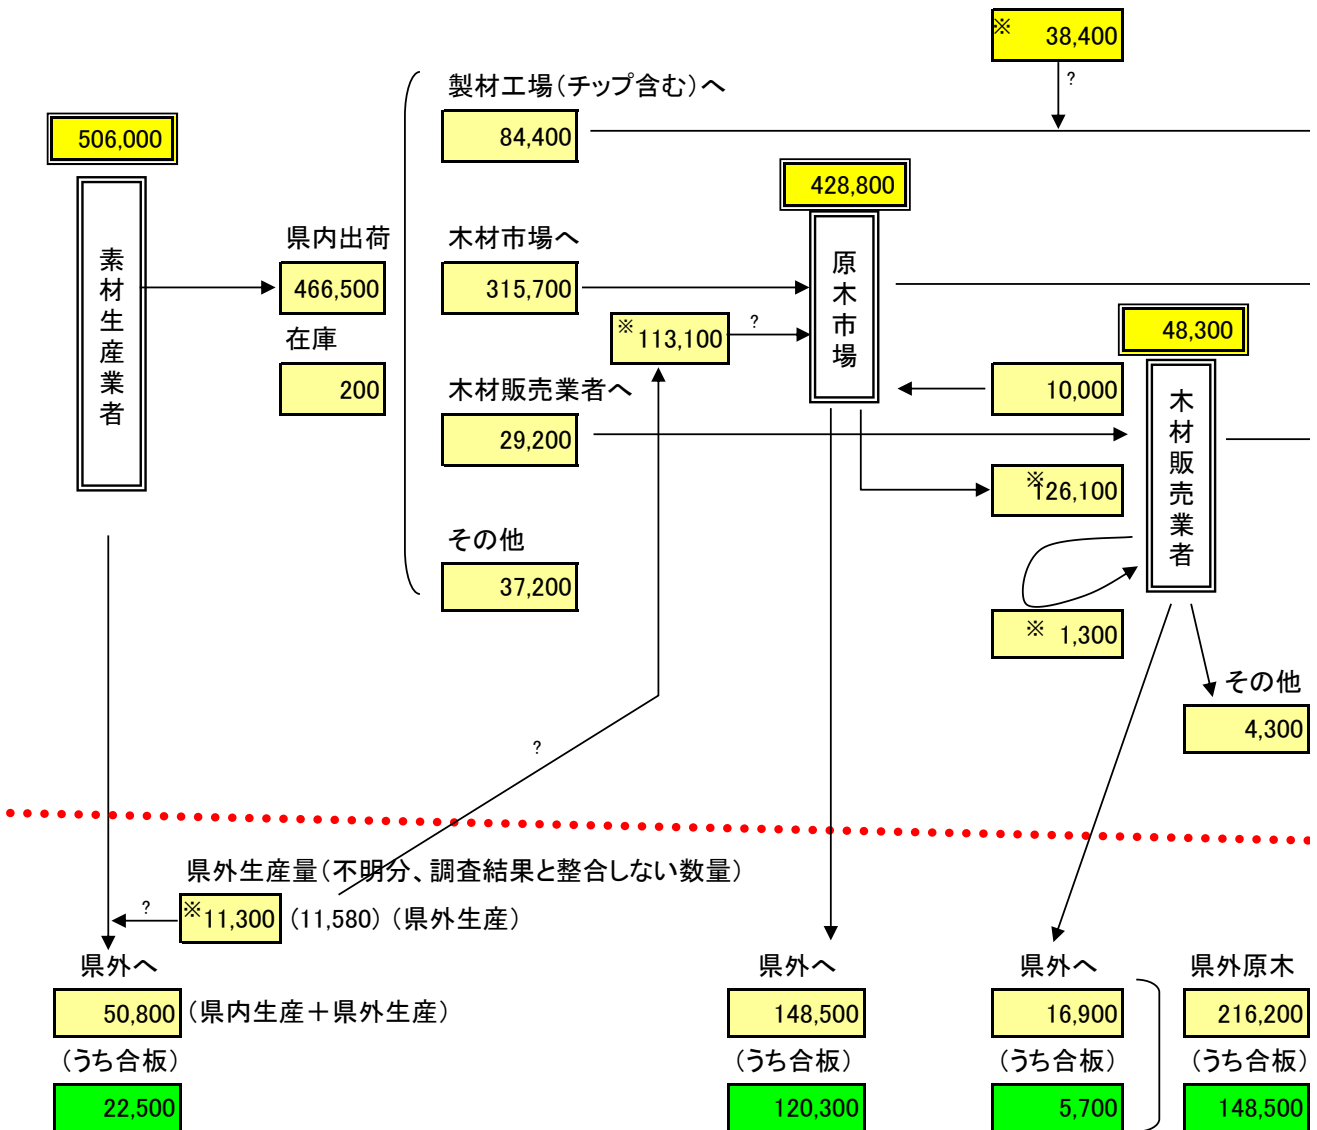 ※ 38,400
?
製材工場(チップ含む)へ
506,000
84,400
428,800
素材生産業者
県内出荷
木材市場へ
原木市場
466,500
315,700
※113,100
?
48,300
在庫
200
木材販売業者へ
10,000
木材販売業者
29,200
※126,100
その他
37,200
※ 1,300
その他
4,300
?
県外生産量(不明分、調査結果と整合しない数量)
?
※11,300 (11,580) (県外生産)
県外へ
県外へ
県外へ
県外原木
50,800 (県内生産+県外生産)
148,500
16,900
216,200
(うち合板)
(うち合板)
(うち合板)
(うち合板)
22,500
120,300
5,700
148,500